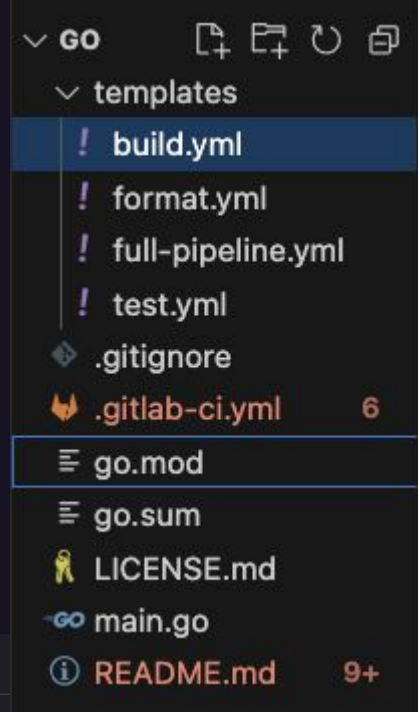 GO
templates
! build.yml
! format.yml
! full-pipeline.yml
! test.yml
.gitignore
.gitlab-ci.yml 6
go.mod
go.sum
LICENSE.md
GO main.go
README.md 9+